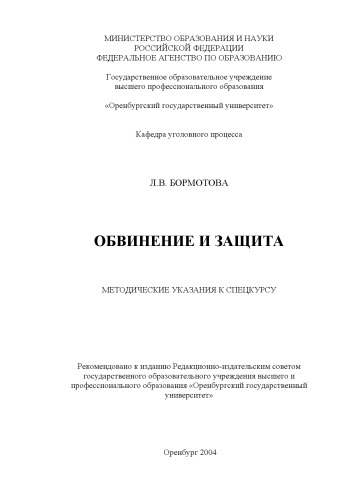 МИНИСТЕРСТВО ОБРАЗОВАНИЯ И НАУКИ
РОССИЙСКОЙ ФЕДЕРАЦИИ
ФЕДЕРАЛЬНОЕ АГЕНСТВО ПО ОБРАЗОВАНИЮ
Государственное образовательное учреждение
высшего профессионального образования
«Оренбургский государственный университет»
Кафедра уголовного процесса
Л.В. БОРМОТОВА
ОБВИНЕНИЕ И ЗАЩИТА
МЕТОДИЧЕСКИЕ УКАЗАНИЯ К СПЕЦКУРСУ
Рекомендовано к изданию Редакционно-издательским советом
государственного образовательного учреждения высшего и
профессионального образования «Оренбургский государственный
университет»
Оренбург 2004